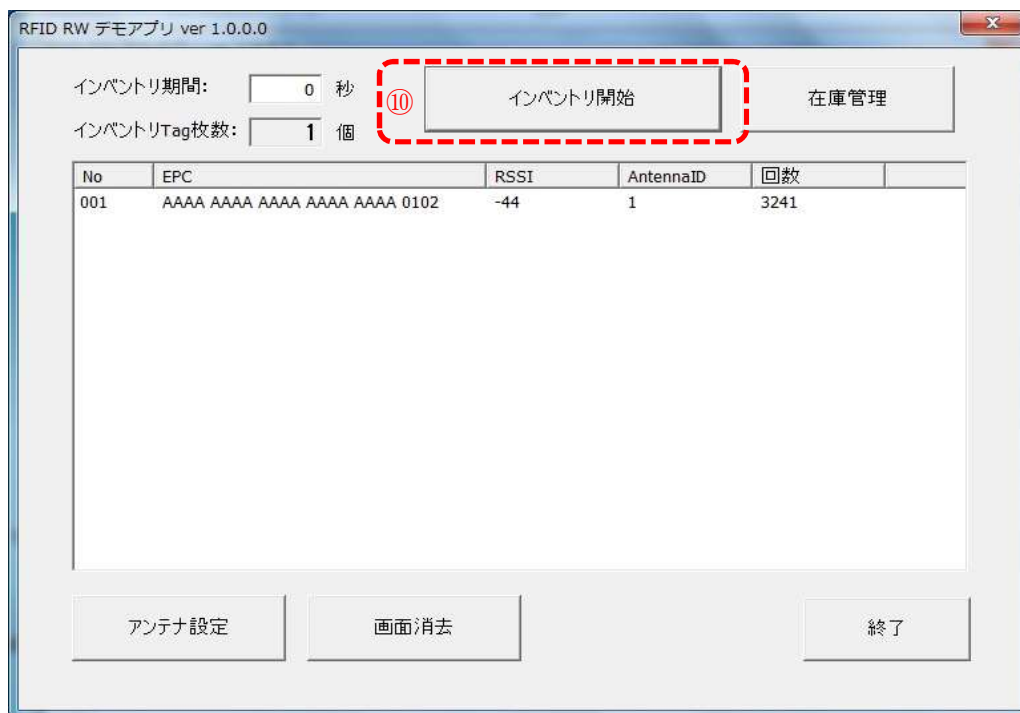 RFID RW デモアプリ ver 1.0.0.0
インベントリ期間: 0 秒 ⑩ インベントリ開始 在庫管理
インベントリTag枚数: 1 個
No EPC RSSI AntennaID 回数
001 AAAA AAAA AAAA AAAA AAAA 0102 -44 1 3241
アンテナ設定 画面消去 終了